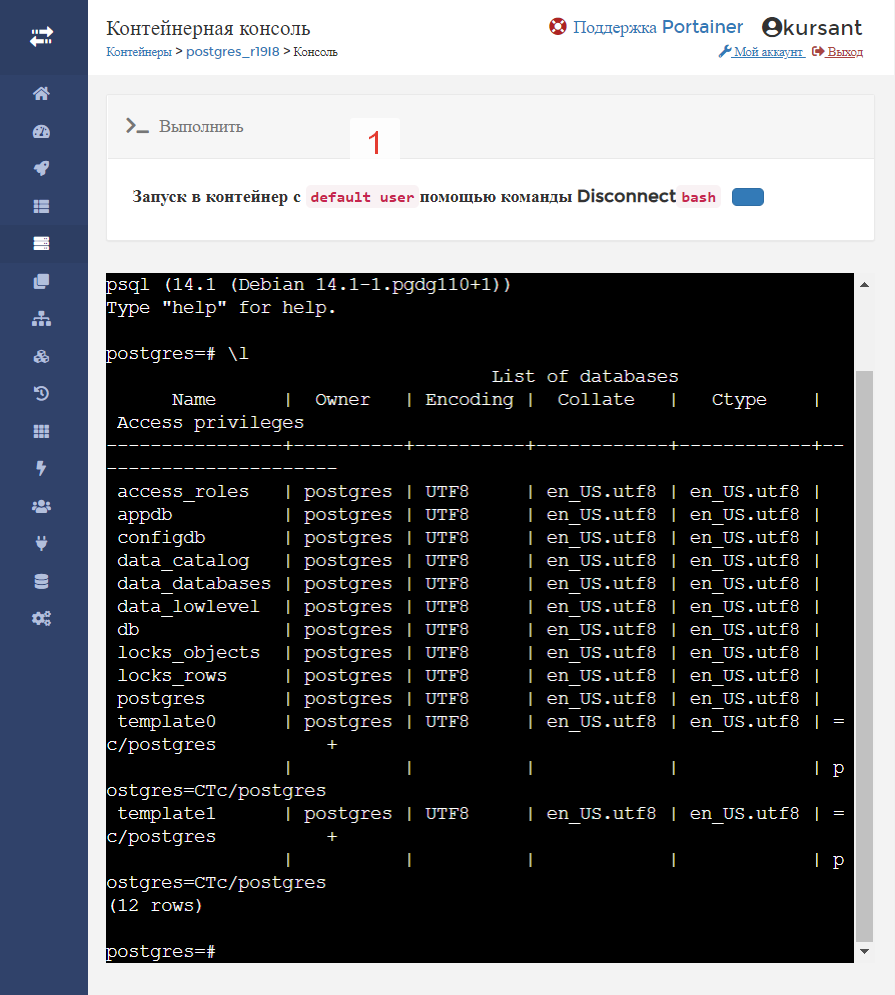 Контейнерная консоль
Поддержка Portainer kursant
Контейнеры > postgres_r19l8 > Консоль
Мой аккаунт Выход
>_ Выполнить
1
Запуск в контейнер с default user помощью команды Disconnect bash
psql (14.1 (Debian 14.1-1.pgdg110+1))
Type "help" for help.
postgres=# \l
List of databases
Name | Owner | Encoding | Collate | Ctype |
Access privileges
----------------+----------+----------+------------+------------+--
---------------------
access_roles | postgres | UTF8 | en_US.utf8 | en_US.utf8 |
appdb | postgres | UTF8 | en_US.utf8 | en_US.utf8 |
configdb | postgres | UTF8 | en_US.utf8 | en_US.utf8 |
data_catalog | postgres | UTF8 | en_US.utf8 | en_US.utf8 |
data_databases | postgres | UTF8 | en_US.utf8 | en_US.utf8 |
data_lowlevel | postgres | UTF8 | en_US.utf8 | en_US.utf8 |
db | postgres | UTF8 | en_US.utf8 | en_US.utf8 |
locks_objects | postgres | UTF8 | en_US.utf8 | en_US.utf8 |
locks_rows | postgres | UTF8 | en_US.utf8 | en_US.utf8 |
postgres | postgres | UTF8 | en_US.utf8 | en_US.utf8 |
template0 | postgres | UTF8 | en_US.utf8 | en_US.utf8 | =
c/postgres +
| | | | | p
ostgres=CTc/postgres
template1 | postgres | UTF8 | en_US.utf8 | en_US.utf8 | =
c/postgres +
| | | | | p
ostgres=CTc/postgres
(12 rows)
postgres=#